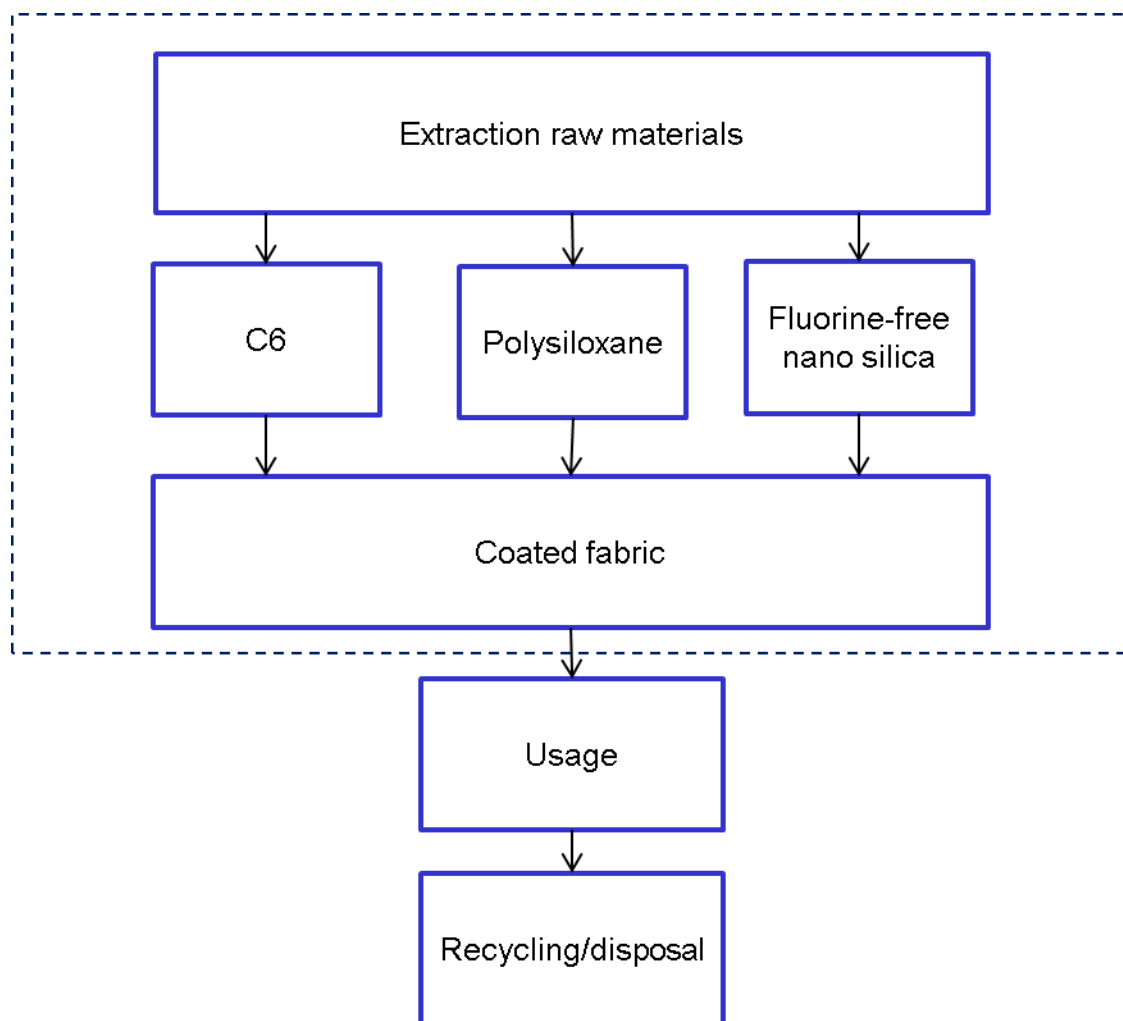 Extraction raw materials
C6
Polysiloxane
Fluorine-free
nano silica
Coated fabric
Usage
Recycling/disposal